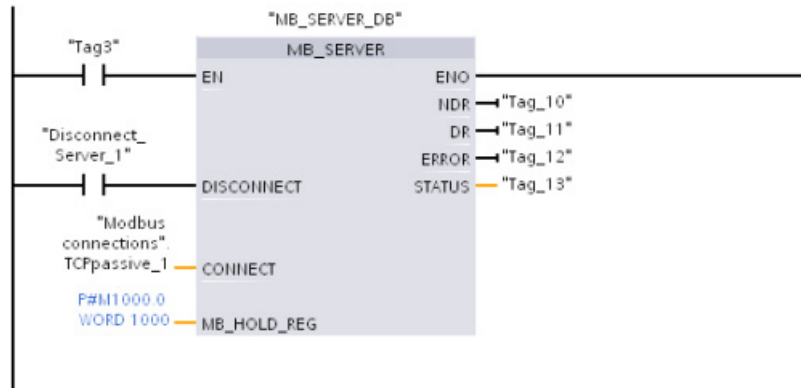 "MB_SERVER_DB"
"Tag3"
MB_SERVER
EN
ENO
NDR
"Tag_10"
DR
"Tag_11"
"Disconnect_
Server_1"
ERROR
"Tag_12"
DISCONNECT
STATUS
"Tag_13"
"Modbus
connections".
TCPpassive_1
CONNECT
P#M1000.0
WORD 1000
MB_HOLD_REG